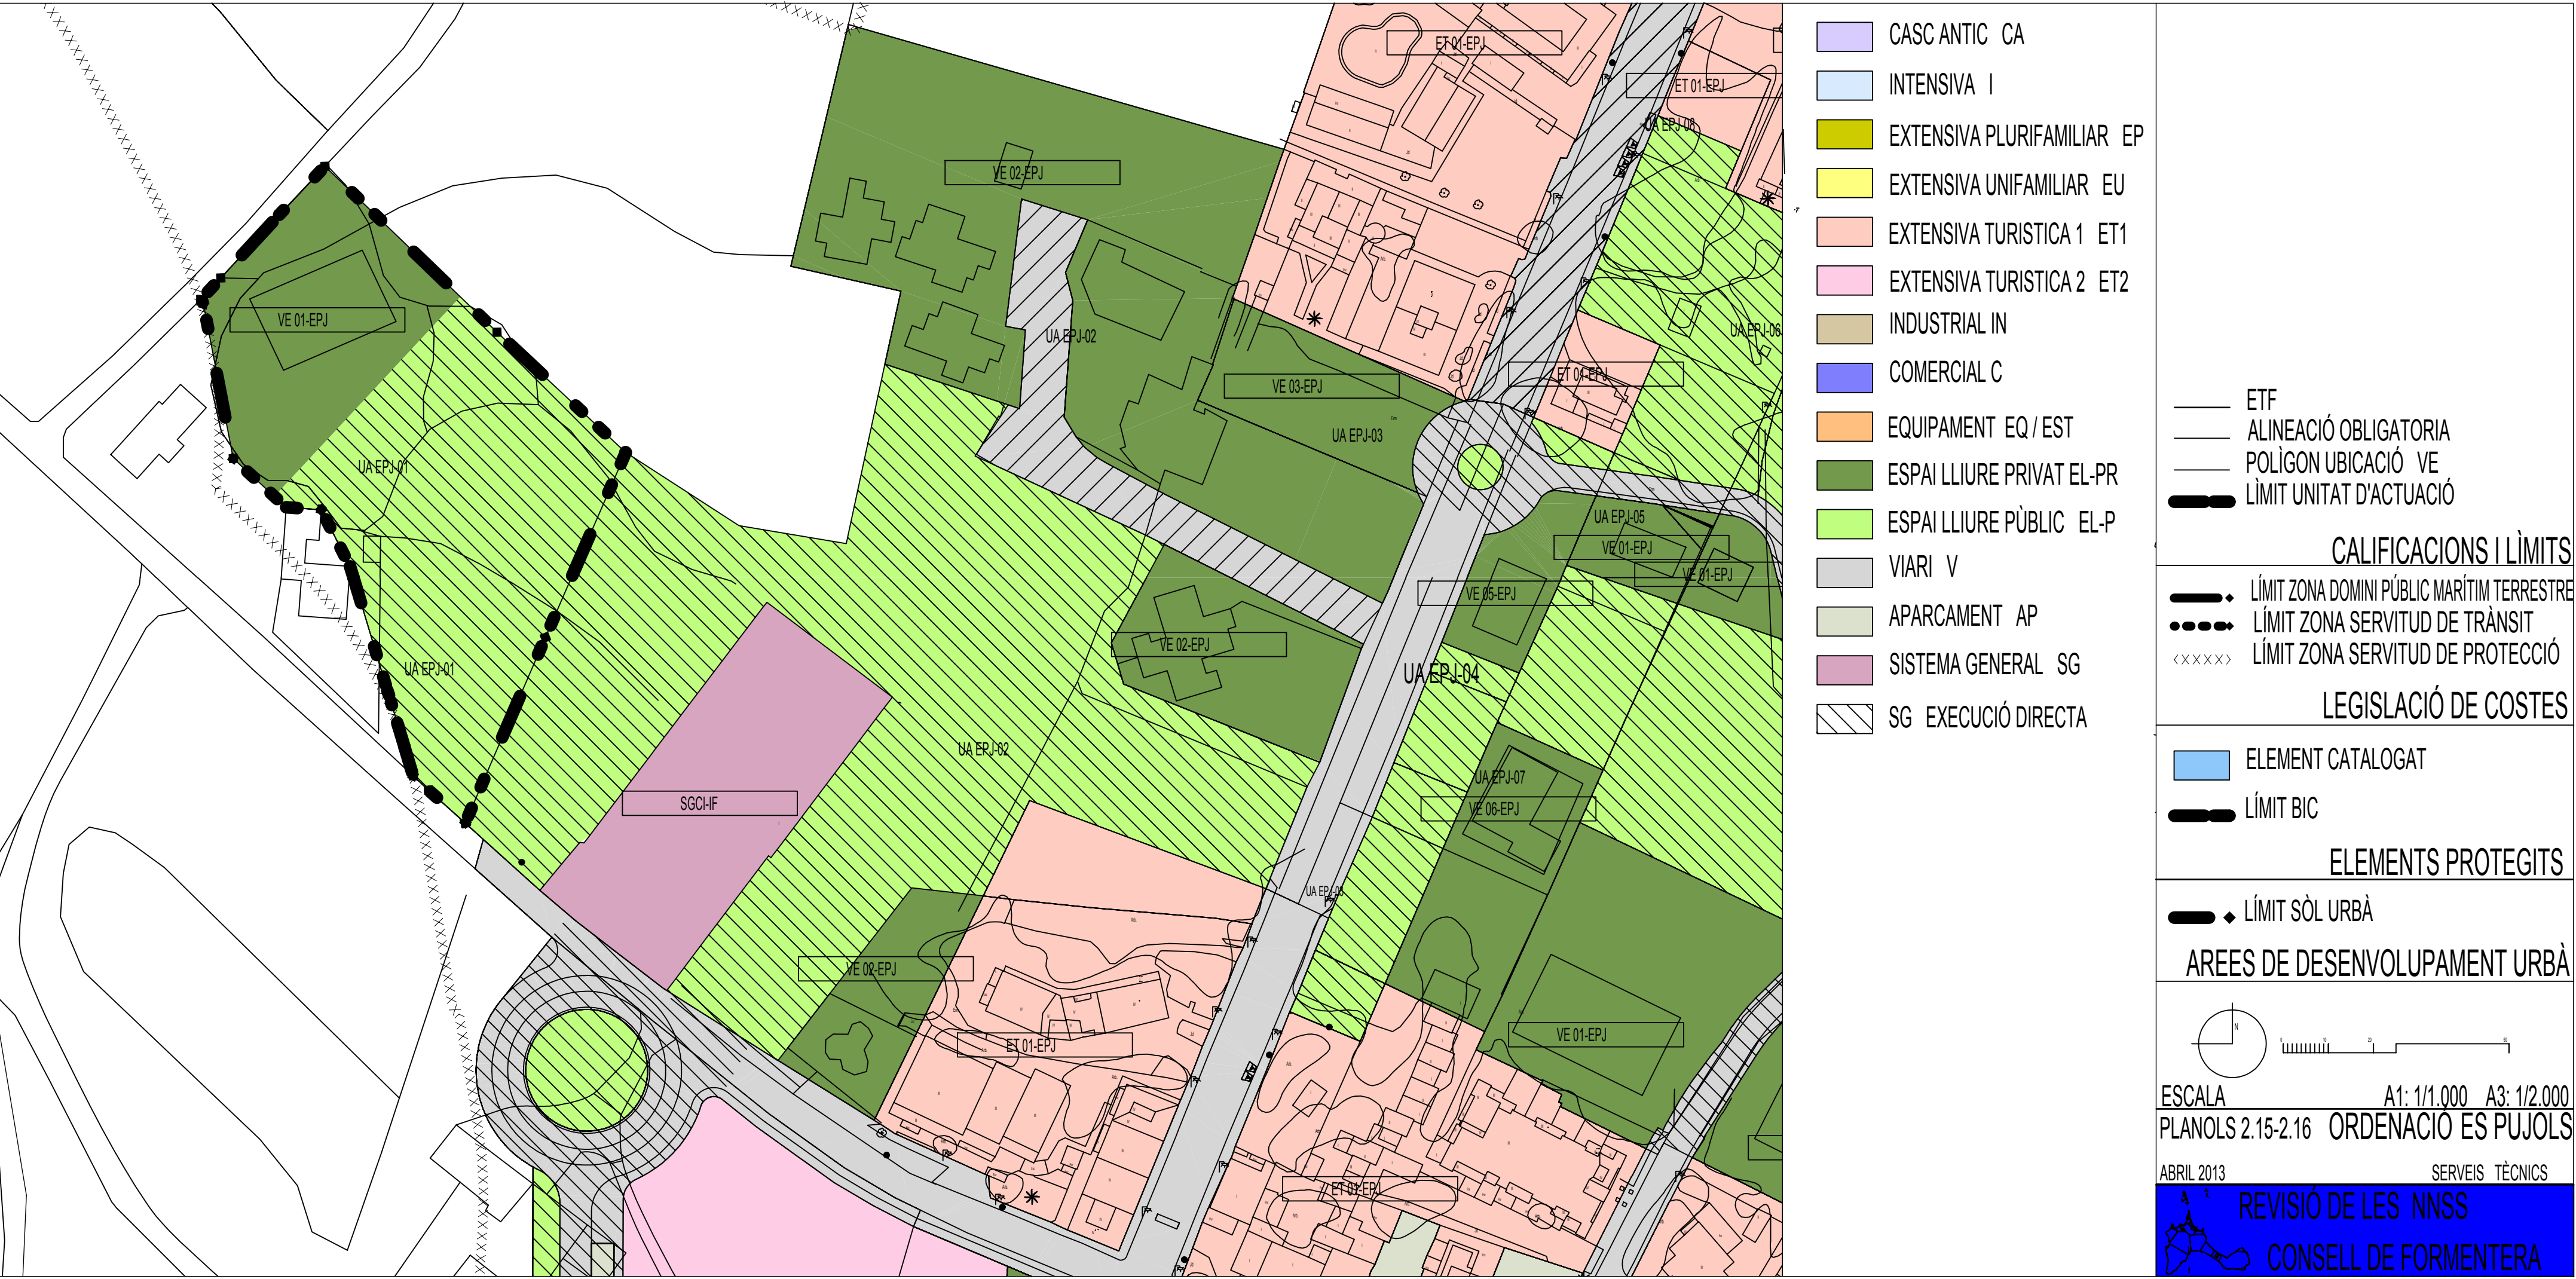 ET 01-EPJ
ET 01-EPJ
UA EPJ-06
VE 02-EPJ
VE 01-EPJ
UA EPJ-02
UA EPJ-06
ET 01-EPJ
VE 03-EPJ
UA EPJ-03
UA EPJ-01
UA EPJ-05
VE 01-EPJ
VE 01-EPJ
VE 05-EPJ
VE 02-EPJ
UA EPJ-01
UA EPJ-04
UA EPJ-02
UA EPJ-07
SGCI-IF
VE 06-EPJ
VE 02-EPJ
VE 01-EPJ
ET 01-EPJ
ET 01-EPJ
CASC ANTIC CA
INTENSIVA I
EXTENSIVA PLURIFAMILIAR EP
EXTENSIVA UNIFAMILIAR EU
EXTENSIVA TURISTICA 1 ET1
EXTENSIVA TURISTICA 2 ET2
INDUSTRIAL IN
COMERCIAL C
EQUIPAMENT EQ / EST
ESPAI LLIURE PRIVAT EL-PR
ESPAI LLIURE PÙBLIC EL-P
VIARI V
APARCAMENT AP
SISTEMA GENERAL SG
SG EXECUCIÓ DIRECTA
ETF
ALINEACIÓ OBLIGATORIA
POLÌGON UBICACIÓ VE
LÌMIT UNITAT D'ACTUACIÓ
CALIFICACIONS I LÌMITS
LÍMIT ZONA DOMINI PÚBLIC MARÍTIM TERRESTRE
LÍMIT ZONA SERVITUD DE TRÀNSIT
LÍMIT ZONA SERVITUD DE PROTECCIÓ
LEGISLACIÓ DE COSTES
ELEMENT CATALOGAT
LÍMIT BIC
ELEMENTS PROTEGITS
LÍMIT SÒL URBÀ
AREES DE DESENVOLUPAMENT URBÀ
N
ESCALA A1: 1/1.000 A3: 1/2.000
PLANOLS 2.15-2.16 ORDENACIÓ ES PUJOLS
ABRIL 2013 SERVEIS TÈCNICS
REVISIÓ DE LES NNSS
CONSELL DE FORMENTERA